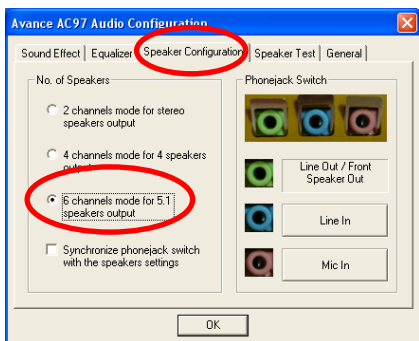 Avance AC97 Audio Configuration
Sound Effect
Equalizer
Speaker Configuration
Speaker Test
General
No. of Speakers
2 channels mode for stereo
speakers output
4 channels mode for 4 speakers
output
6 channels mode for 5.1
speakers output
Synchronize phonejack switch
with the speakers settings
Phonejack Switch
Line Out / Front
Speaker Out
Line In
Mic In
OK